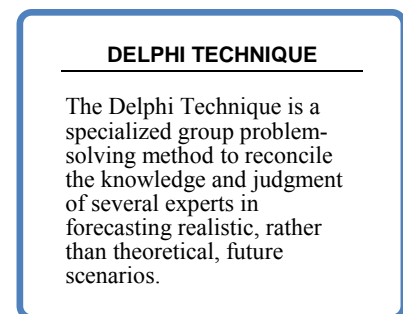 DELPHI TECHNIQUE
The Delphi Technique is a
specialized group problem-
solving method to reconcile
the knowledge and judgment
of several experts in
forecasting realistic, rather
than theoretical, future
scenarios.